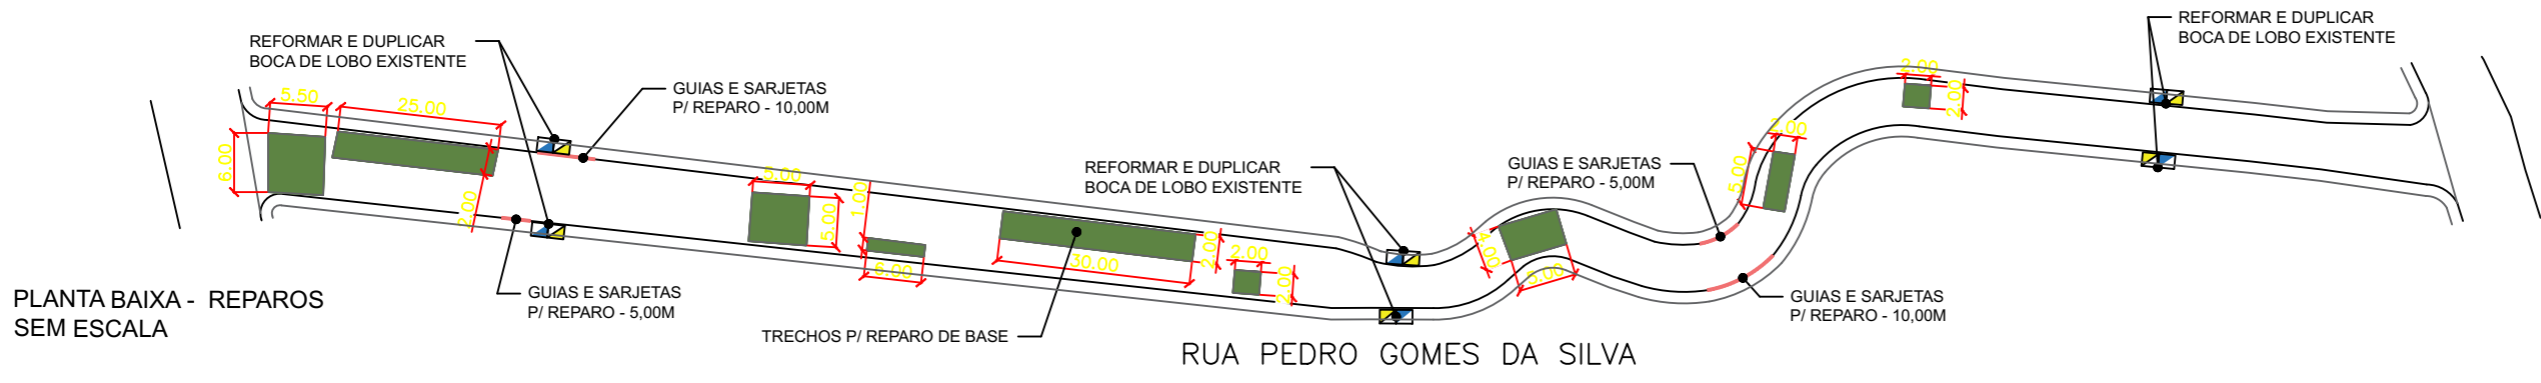 REFORMAR E DUPLICAR
BOCA DE LOBO EXISTENTE
GUIAS E SARJETAS
P/ REPARO - 10,00M
5.50
25.00
6.00
2.00
GUIAS E SARJETAS
P/ REPARO - 5,00M
5.00
5.00
1.00
6.00
TRECHOS P/ REPARO DE BASE
30.00
2.00
2.00
2.00
REFORMAR E DUPLICAR
BOCA DE LOBO EXISTENTE
4.00
5.00
GUIAS E SARJETAS
P/ REPARO - 5,00M
5.00
2.00
GUIAS E SARJETAS
P/ REPARO - 10,00M
2.00
2.00
REFORMAR E DUPLICAR
BOCA DE LOBO EXISTENTE
PLANTA BAIXA - REPAROS
SEM ESCALA
RUA PEDRO GOMES DA SILVA